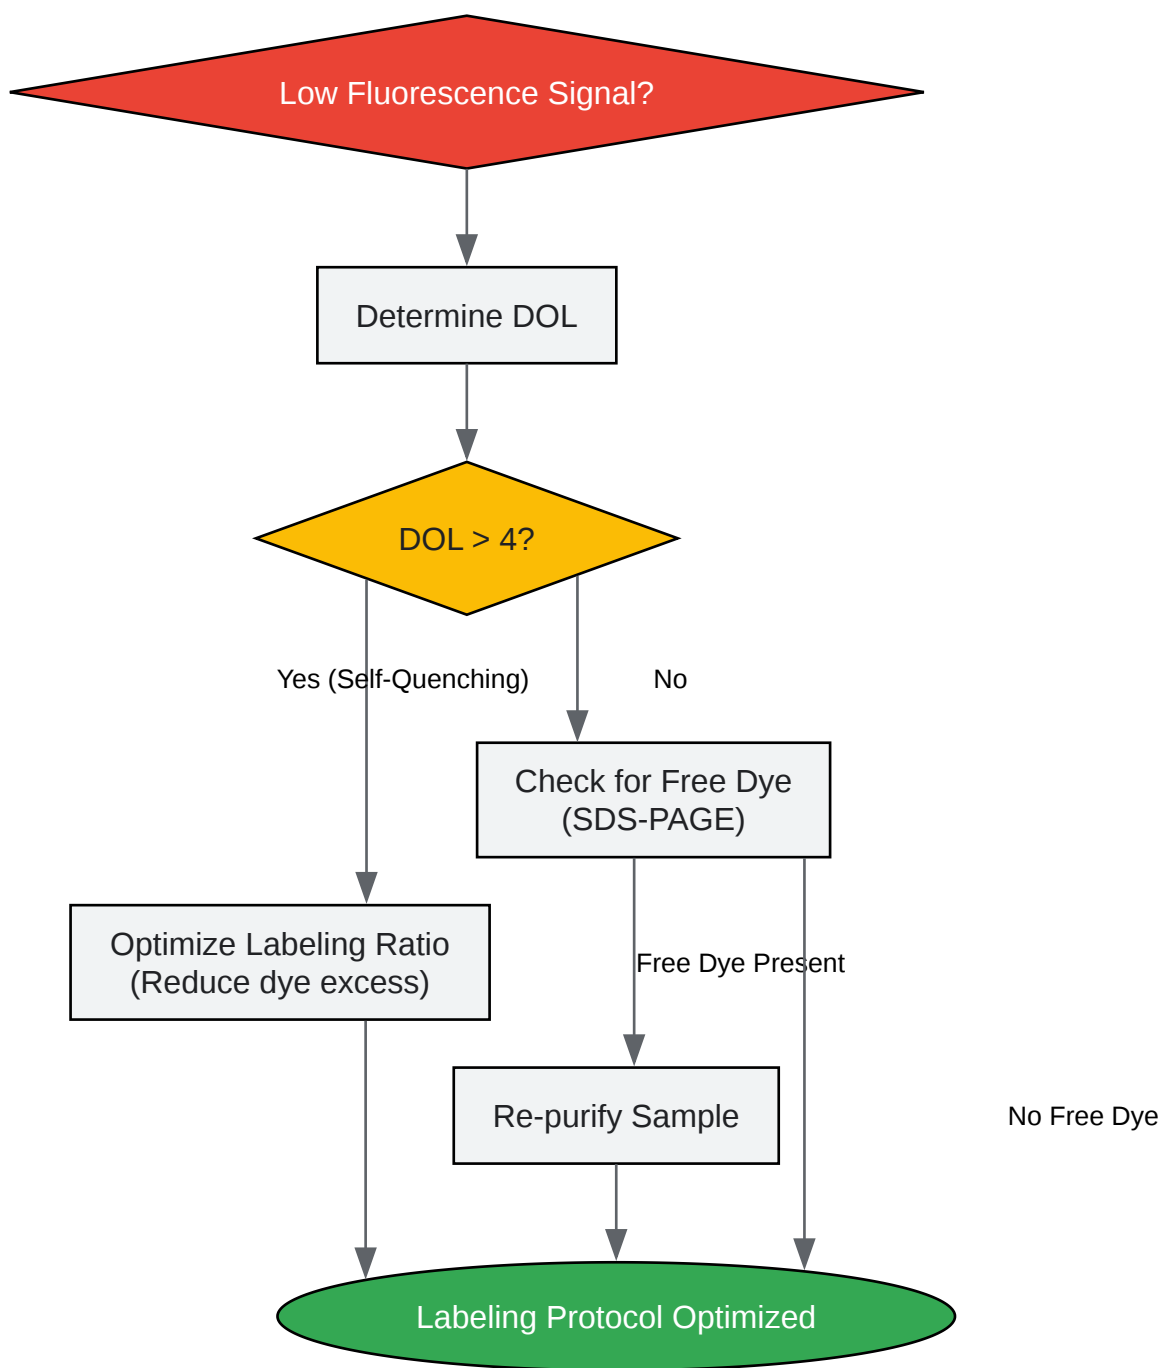 Low Fluorescence Signal?
Determine DOL
DOL > 4?
Yes (Self-Quenching)
No
Check for Free Dye
(SDS-PAGE)
Optimize Labeling Ratio
(Reduce dye excess)
Free Dye Present
Re-purify Sample
No Free Dye
Labeling Protocol Optimized